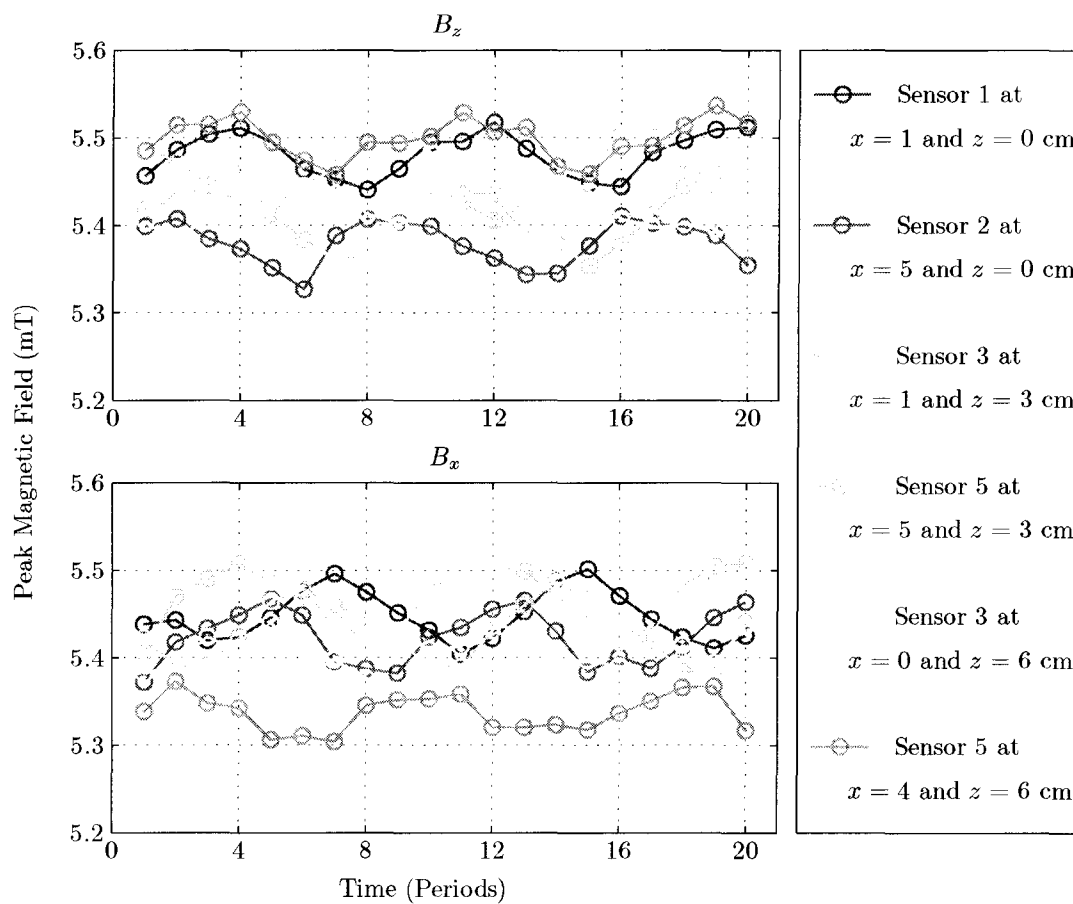 B_z
5.6
5.5
5.4
5.3
5.2
0 4 8 12 16 20
Peak Magnetic Field (mT)
B_x
5.6
5.5
5.4
5.3
5.2
0 4 8 12 16 20
Time (Periods)
Sensor 1 at
x = 1 and z = 0 cm
Sensor 2 at
x = 5 and z = 0 cm
Sensor 3 at
x = 1 and z = 3 cm
Sensor 5 at
x = 5 and z = 3 cm
Sensor 3 at
x = 0 and z = 6 cm
Sensor 5 at
x = 4 and z = 6 cm